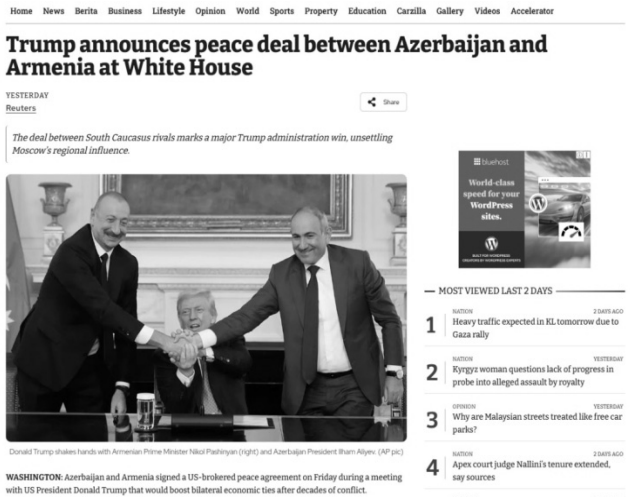 Home News Berita Business Lifestyle Opinion World Sports Property Education Carzilla Gallery Videos Accelerator
Trump announces peace deal between Azerbaijan and
Armenia at White House
YESTERDAY
Reuters
Share
The deal between South Caucasus rivals marks a major Trump administration win, unsettling
Moscow's regional influence.
Donald Trump shakes hands with Armenian Prime Minister Nikol Pashinyan (right) and Azerbaijan President Ilham Aliyev. (AP pic)
WASHINGTON: Azerbaijan and Armenia signed a US-brokered peace agreement on Friday during a meeting
with US President Donald Trump that would boost bilateral economic ties after decades of conflict.
bluehost
World-class
speed for your
WordPress
sites.
BUILT FOR WORDPRESS
MOST VIEWED LAST 2 DAYS
1
NATION 2 DAYS AGO
Heavy traffic expected in KL tomorrow due to
Gaza rally
2
NATION YESTERDAY
Kyrgyz woman questions lack of progress in
probe into alleged assault by royalty
3
OPINION YESTERDAY
Why are Malaysian streets treated like free car
parks?
4
NATION 2 DAYS AGO
Apex court judge Nallini's tenure extended,
say sources